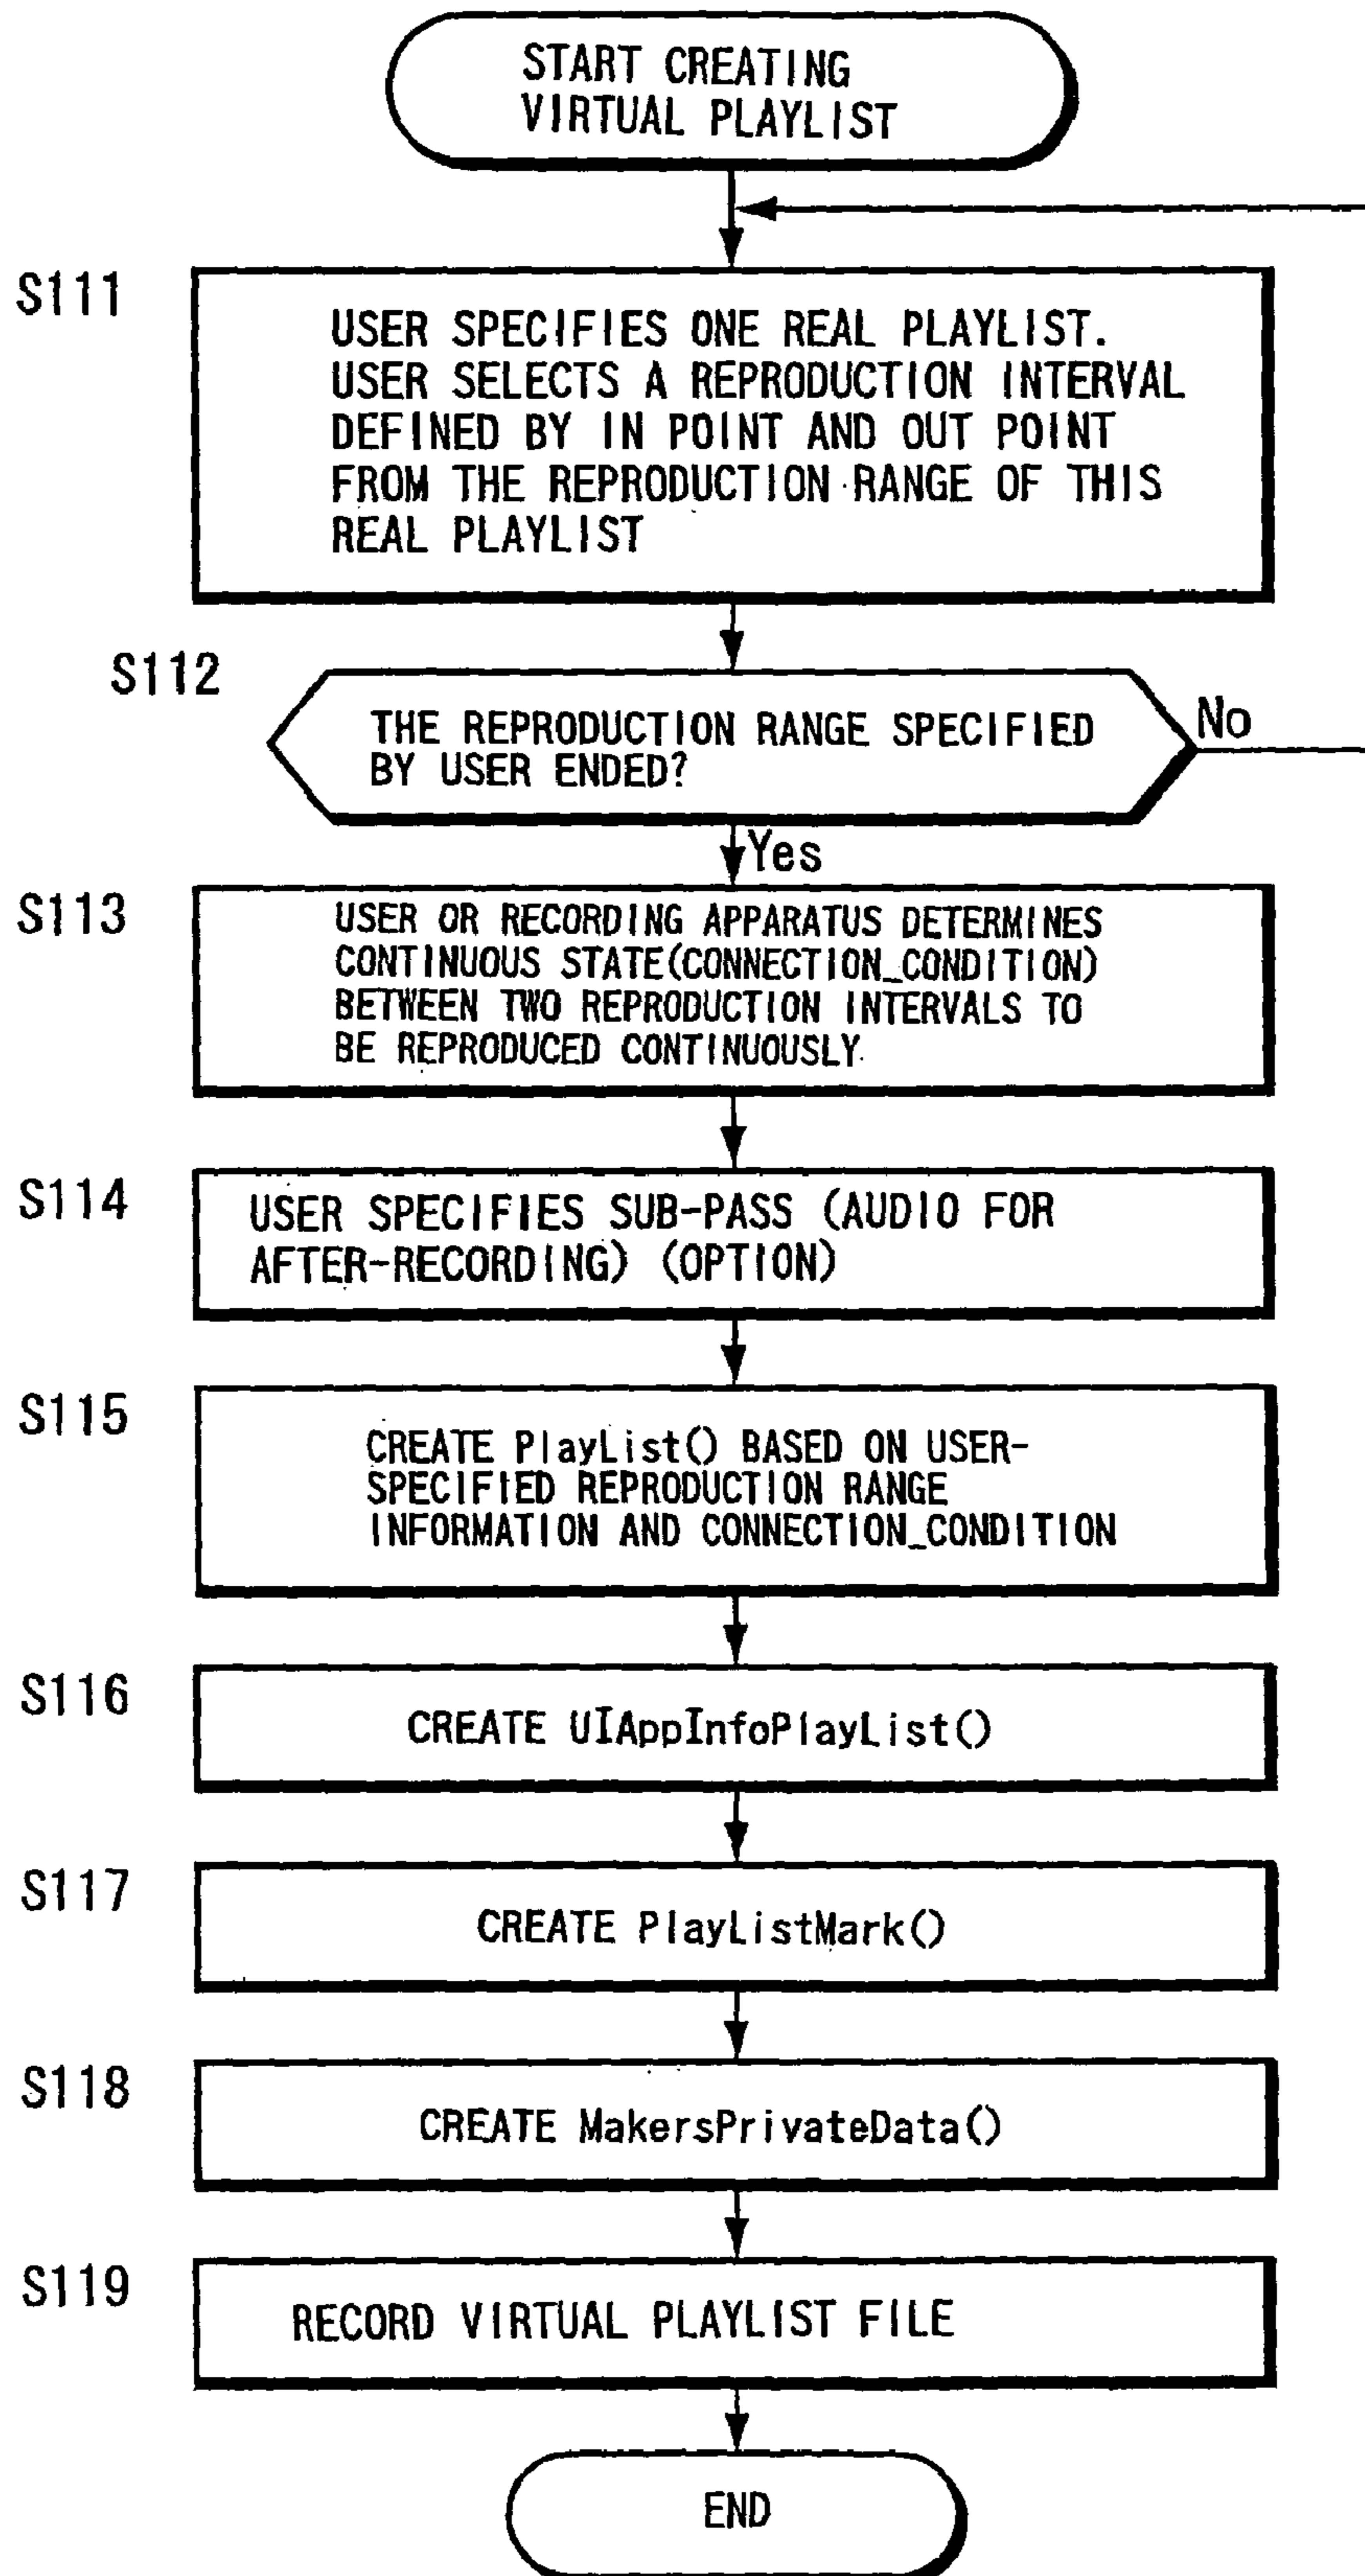 START CREATING
VIRTUAL PLAYLIST
S111
USER SPECIFIES ONE REAL PLAYLIST.
USER SELECTS A REPRODUCTION INTERVAL
DEFINED BY IN POINT AND OUT POINT
FROM THE REPRODUCTION RANGE OF THIS
REAL PLAYLIST
S112
THE REPRODUCTION RANGE SPECIFIED
BY USER ENDED?
No
Yes
S113
USER OR RECORDING APPARATUS DETERMINES
CONTINUOUS STATE(CONNECTION_CONDITION)
BETWEEN TWO REPRODUCTION INTERVALS TO
BE REPRODUCED CONTINUOUSLY
S114
USER SPECIFIES SUB-PASS (AUDIO FOR
AFTER-RECORDING) (OPTION)
S115
CREATE PlayList() BASED ON USER-
SPECIFIED REPRODUCTION RANGE
INFORMATION AND CONNECTION_CONDITION
S116
CREATE UIAppInfoPlayList()
S117
CREATE PlayListMark()
S118
CREATE MakersPrivateData()
S119
RECORD VIRTUAL PLAYLIST FILE
END